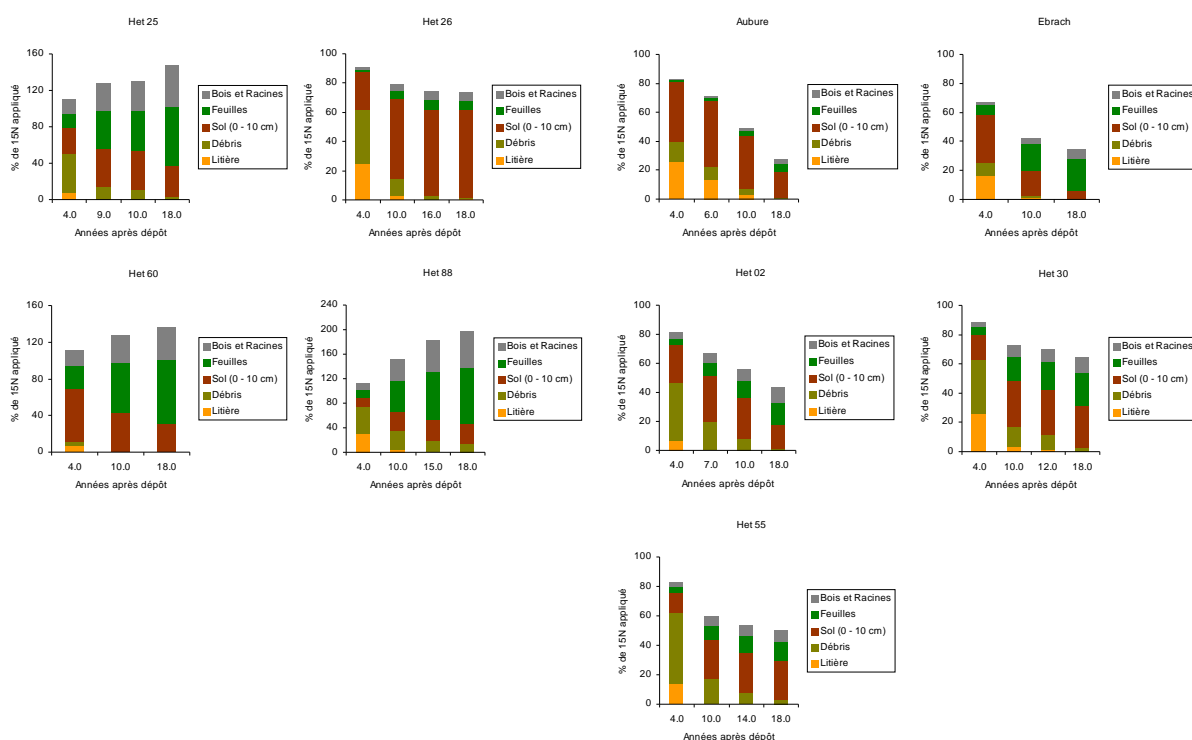 Het 25
% de 15N appliqué
160
120
80
40
0
4.0 9.0 10.0 18.0
Années après dépôt
Bois et Racines
Feuilles
Sol (0 - 10 cm)
Débris
Litière
Het 26
% de 15N appliqué
100
80
60
40
20
0
4.0 10.0 16.0 18.0
Années après dépôt
Bois et Racines
Feuilles
Sol (0 - 10 cm)
Débris
Litière
Aubure
% de 15N appliqué
100
80
60
40
20
0
4.0 6.0 10.0 18.0
Années après dépôt
Bois et Racines
Feuilles
Sol (0 - 10 cm)
Débris
Litière
Ebrach
% de 15N appliqué
100
80
60
40
20
0
4.0 10.0 18.0
Années après dépôt
Bois et Racines
Feuilles
Sol (0 - 10 cm)
Débris
Litière
Het 60
% de 15N appliqué
160
120
80
40
0
4.0 10.0 18.0
Années après dépôt
Bois et Racines
Feuilles
Sol (0 - 10 cm)
Débris
Litière
Het 88
% de 15N appliqué
240
200
160
120
80
40
0
4.0 10.0 15.0 18.0
Années après dépôt
Bois et Racines
Feuilles
Sol (0 - 10 cm)
Débris
Litière
Het 02
% de 15N appliqué
100
80
60
40
20
0
4.0 7.0 10.0 18.0
Années après dépôt
Bois et Racines
Feuilles
Sol (0 - 10 cm)
Débris
Litière
Het 30
% de 15N appliqué
100
80
60
40
20
0
4.0 10.0 12.0 18.0
Années après dépôt
Bois et Racines
Feuilles
Sol (0 - 10 cm)
Débris
Litière
Het 55
% de 15N appliqué
100
80
60
40
20
0
4.0 10.0 14.0 18.0
Années après dépôt
Bois et Racines
Feuilles
Sol (0 - 10 cm)
Débris
Litière